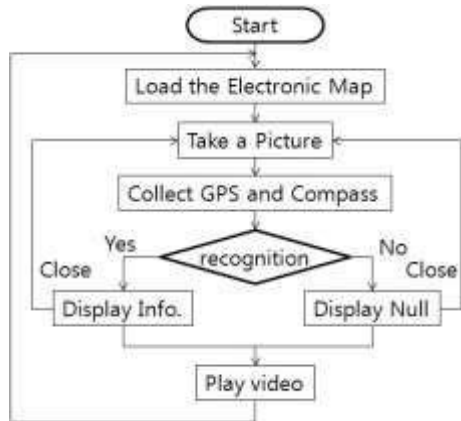 Start
Load the Electronic Map
Take a Picture
Collect GPS and Compass
Yes
recognition
No
Close
Close
Display Info.
Display Null
Play video